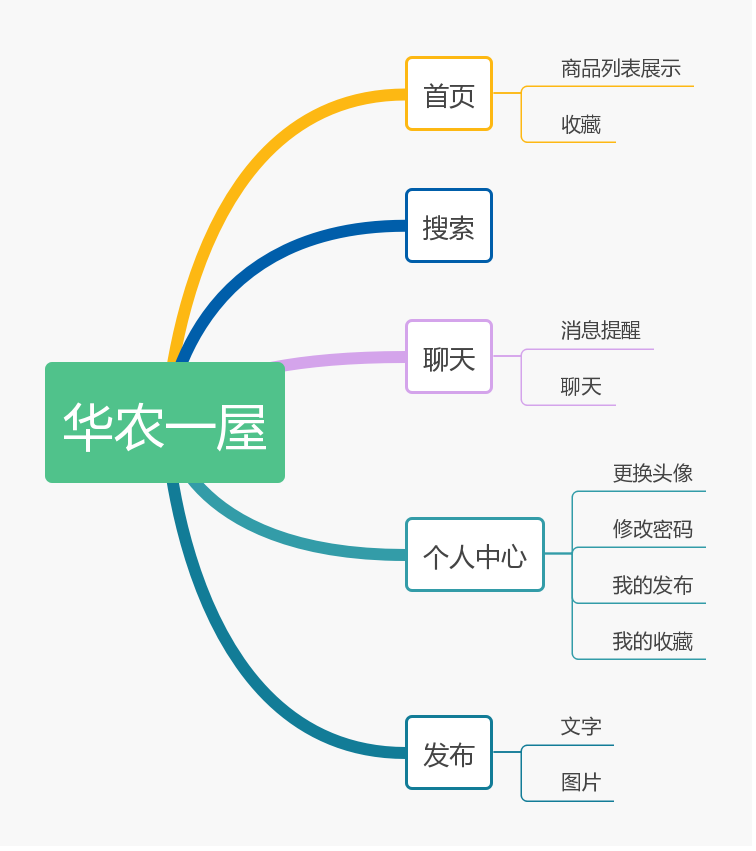 华农一屋
首页
商品列表展示
收藏
搜索
聊天
消息提醒
聊天
个人中心
更换头像
修改密码
我的发布
我的收藏
发布
文字
图片